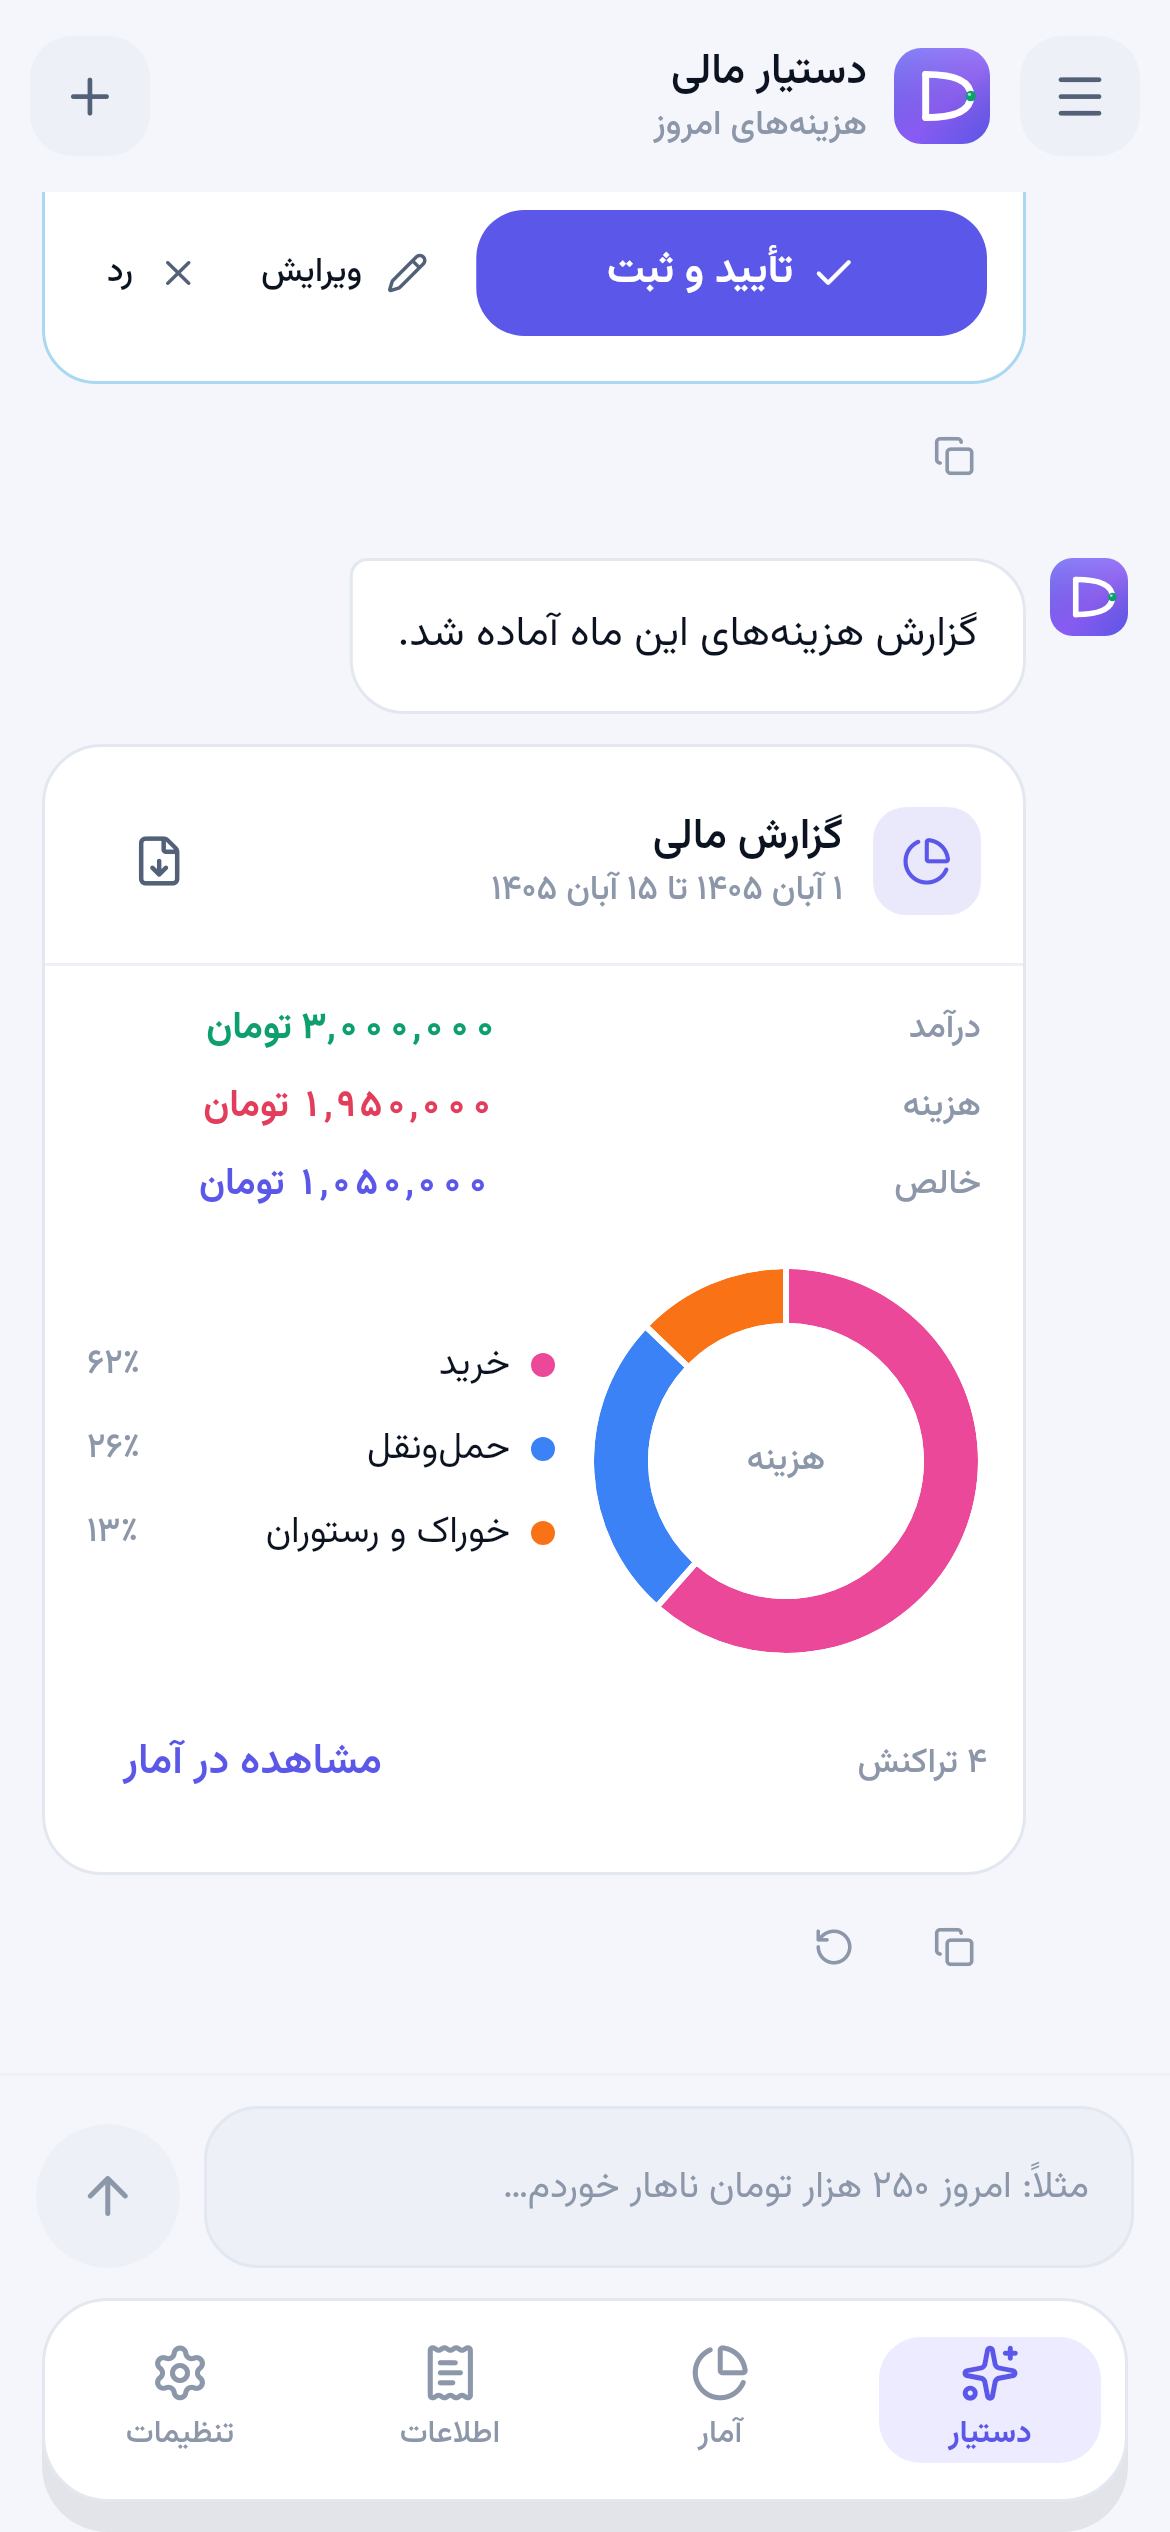 دستیار مالی
هزینه‌های امروز
تأیید و ثبت
ویرایش
رد
گزارش هزینه‌های این ماه آماده شد.
گزارش مالی
۱ آبان ۱۴۰۵ تا ۱۵ آبان ۱۴۰۵
درآمد ۳,۰۰۰,۰۰۰ تومان
هزینه ۱,۹۵۰,۰۰۰ تومان
خالص ۱,۰۵۰,۰۰۰ تومان
هزینه
خرید ۶۲٪
حمل‌ونقل ۲۶٪
خوراک و رستوران ۱۳٪
۴ تراکنش
مشاهده در آمار
مثلاً: امروز ۲۵۰ هزار تومان ناهار خوردم...
دستیار
آمار
اطلاعات
تنظیمات